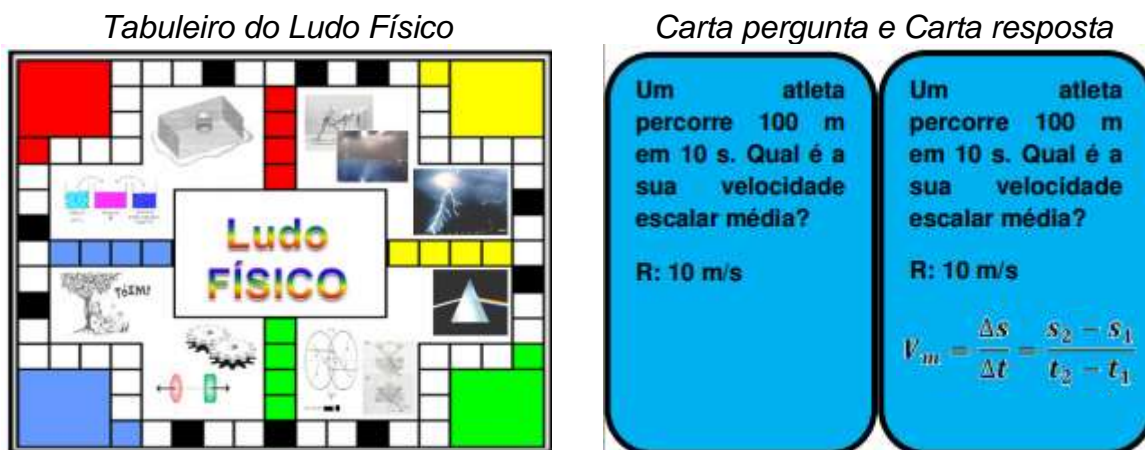 Tabuleiro do Ludo Físico
Carta pergunta e Carta resposta
Ludo
FÍSICO
TÓIM!
Um atleta
percorre 100 m
em 10 s. Qual é a
sua velocidade
escalar média?
R: 10 m/s
Um atleta
percorre 100 m
em 10 s. Qual é a
sua velocidade
escalar média?
R: 10 m/s
V_m = Δs/Δt = (s_2 − s_1)/(t_2 − t_1)